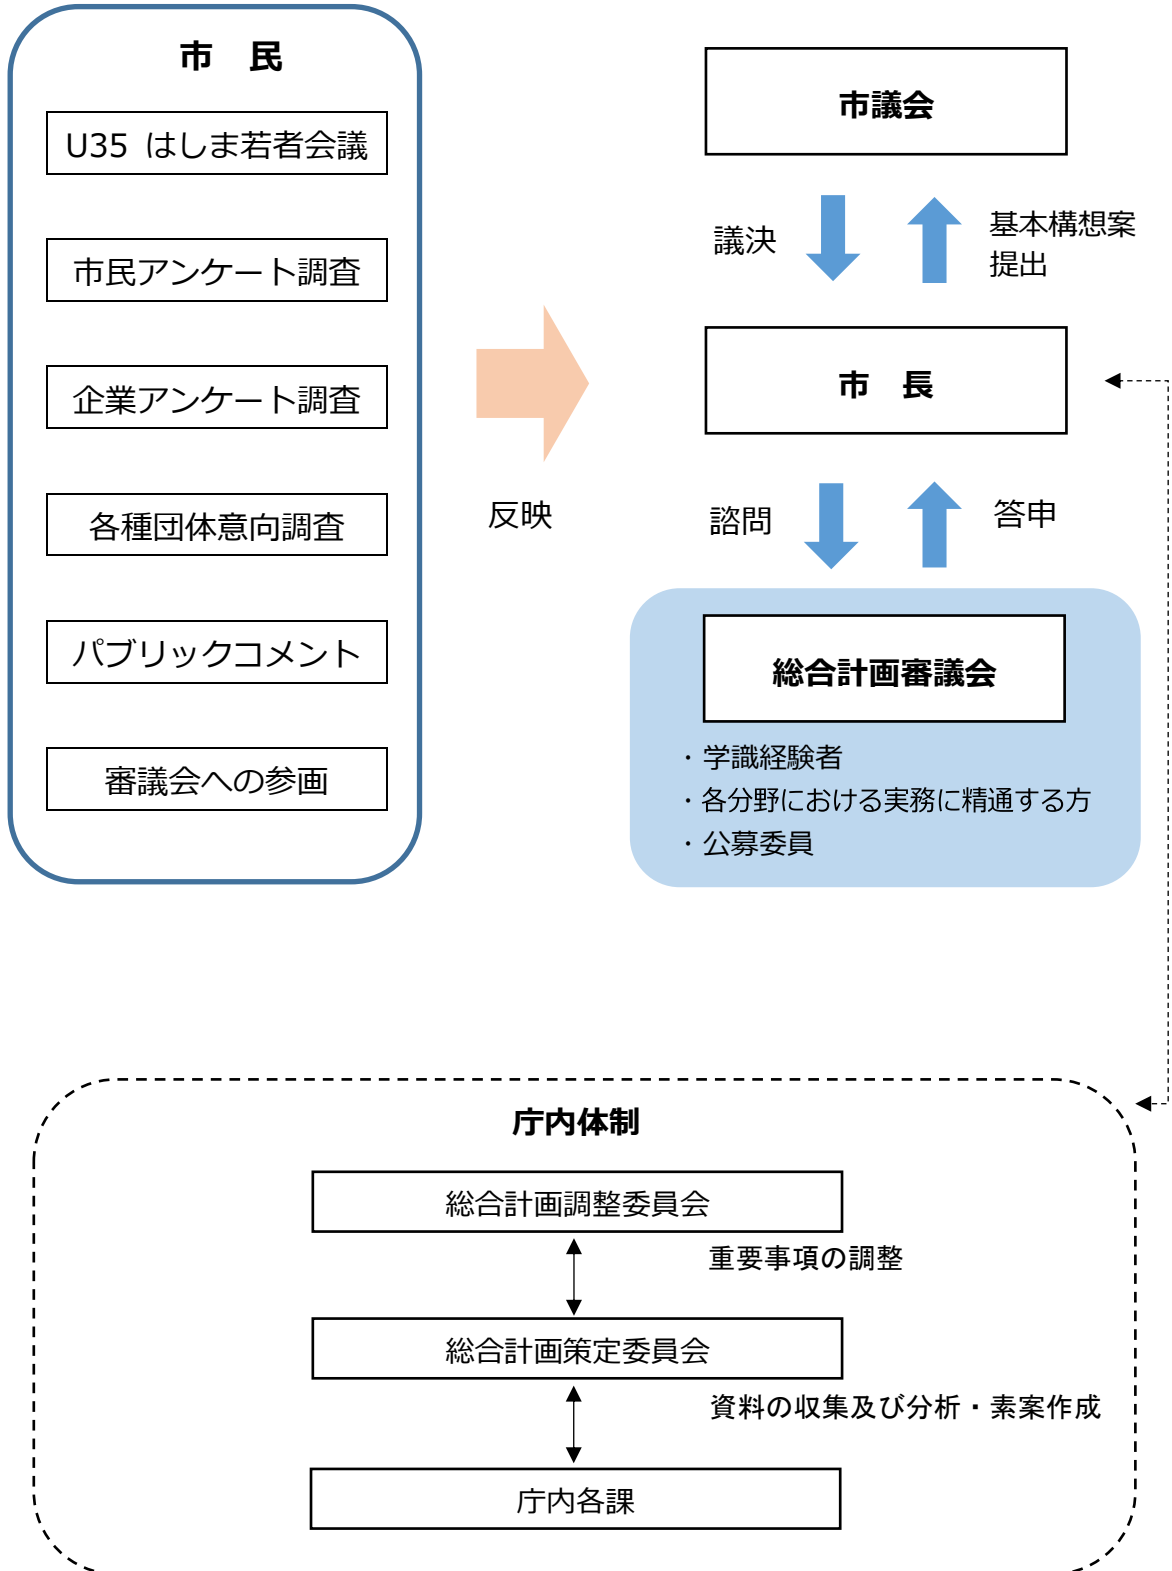 市　民
U35 はしま若者会議
市民アンケート調査
企業アンケート調査
各種団体意向調査
パブリックコメント
審議会への参画
反映
市議会
議決
基本構想案
提出
市　長
諮問
答申
総合計画審議会
・学識経験者
・各分野における実務に精通する方
・公募委員
庁内体制
総合計画調整委員会
重要事項の調整
総合計画策定委員会
資料の収集及び分析・素案作成
庁内各課